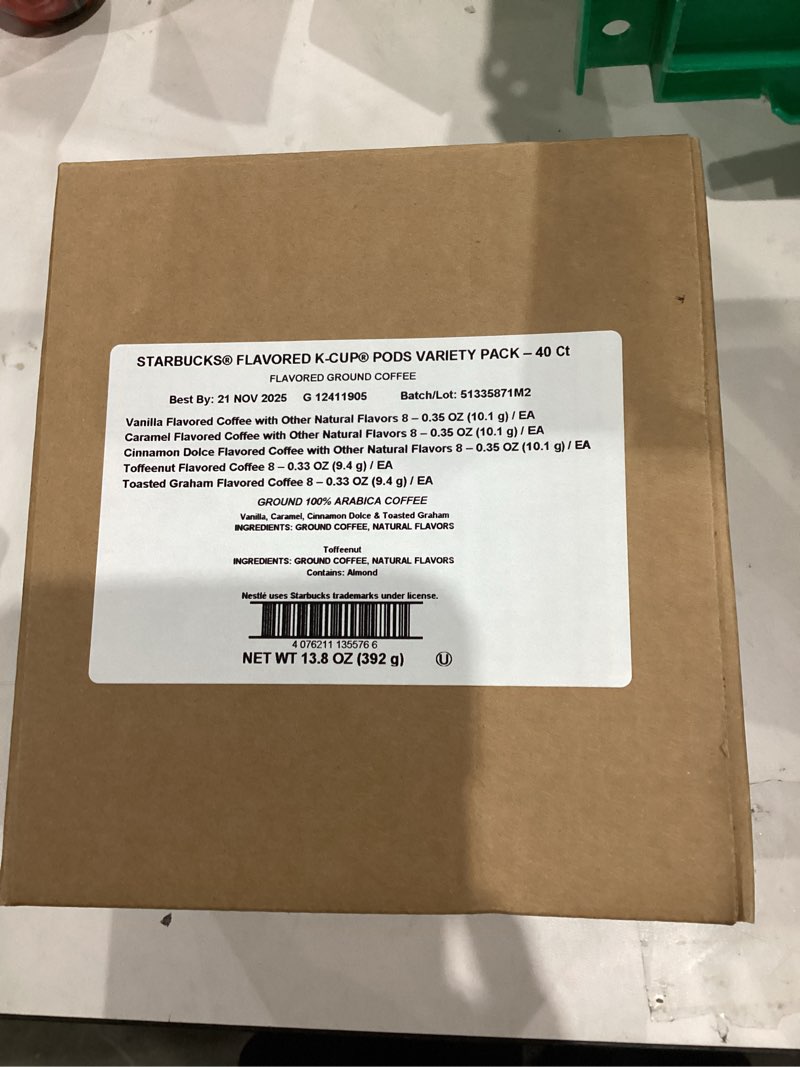 STARBUCKS® FLAVORED K-CUP® PODS VARIETY PACK – 40 Ct
FLAVORED GROUND COFFEE
Best By: 21 NOV 2025 G 12411905 Batch/Lot: 51335871M2
Vanilla Flavored Coffee with Other Natural Flavors 8 – 0.35 OZ (10.1 g) / EA
Caramel Flavored Coffee with Other Natural Flavors 8 – 0.35 OZ (10.1 g) / EA
Cinnamon Dolce Flavored Coffee with Other Natural Flavors 8 – 0.35 OZ (10.1 g) / EA
Toffeenut Flavored Coffee 8 – 0.33 OZ (9.4 g) / EA
Toasted Graham Flavored Coffee 8 – 0.33 OZ (9.4 g) / EA
GROUND 100% ARABICA COFFEE
Vanilla, Caramel, Cinnamon Dolce & Toasted Graham
INGREDIENTS: GROUND COFFEE, NATURAL FLAVORS
Toffeenut
INGREDIENTS: GROUND COFFEE, NATURAL FLAVORS
Contains: Almond
Nestlé uses Starbucks trademarks under license.
4 076211 135576 6
NET WT 13.8 OZ (392 g) U